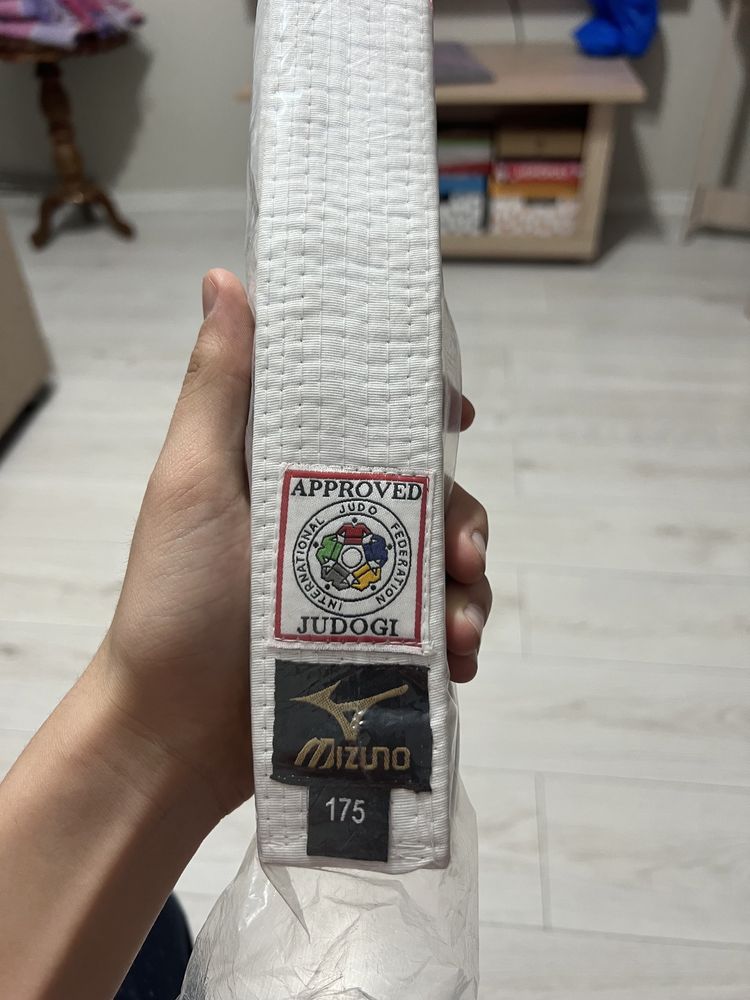 APPROVED
INTERNATIONAL JUDO FEDERATION
JUDOGI
MIZUNO
175